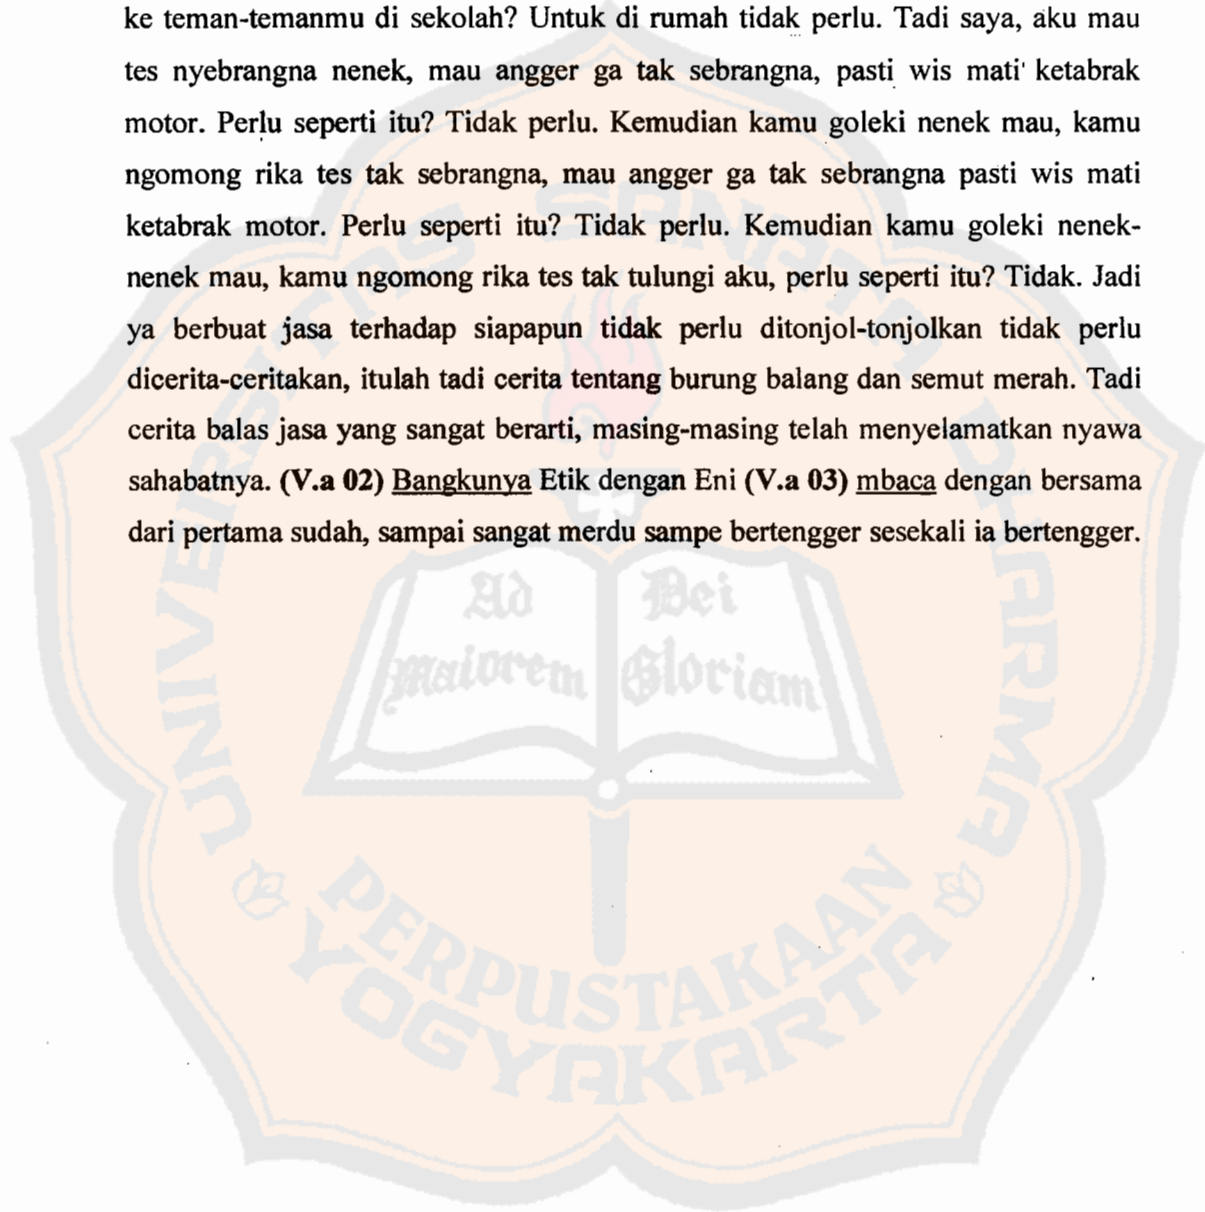 ke teman-temanmu di sekolah? Untuk di rumah tidak perlu. Tadi saya, aku mau
tes nyebrangna nenek, mau angger ga tak sebrangna, pasti wis mati ketabrak
motor. Perlu seperti itu? Tidak perlu. Kemudian kamu goleki nenek mau, kamu
ngomong rika tes tak sebrangna, mau angger ga tak sebrangna pasti wis mati
ketabrak motor. Perlu seperti itu? Tidak perlu. Kemudian kamu goleki nenek-
nenek mau, kamu ngomong rika tes tak tulungi aku, perlu seperti itu? Tidak. Jadi
ya berbuat jasa terhadap siapapun tidak perlu ditonjol-tonjolkan tidak perlu
dicerita-ceritakan, itulah tadi cerita tentang burung balang dan semut merah. Tadi
cerita balas jasa yang sangat berarti, masing-masing telah menyelamatkan nyawa
sahabatnya. (V.a 02) Bangkunya Etik dengan Eni (V.a 03) mbaca dengan bersama
dari pertama sudah, sampai sangat merdu sampe bertengger sesekali ia bertengger.
UNIVERSITAS SANATA DHARMA
Ad Dei
maiorem Gloriam
PERPUSTAKAAN
YOGYAKARTA